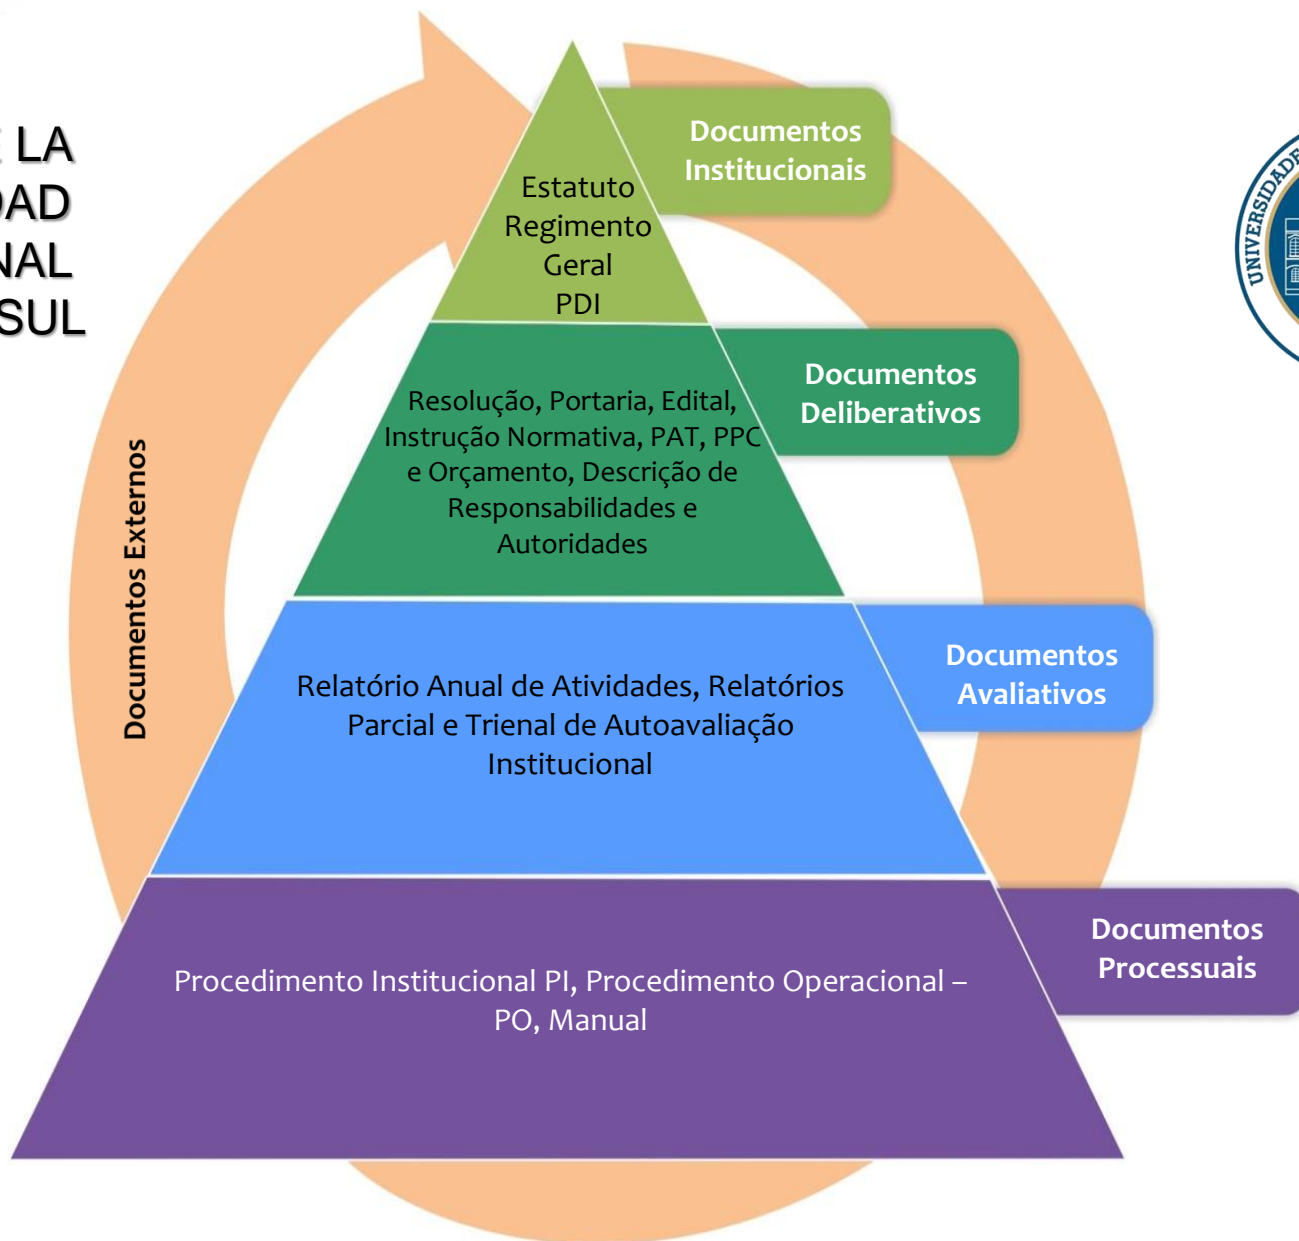 LA
DAD
NAL
SUL
UNIVERSIDADE
Documentos
Institucionais
Estatuto
Regimento
Geral
PDI
Documentos
Deliberativos
Resolução, Portaria, Edital,
Instrução Normativa, PAT, PPC
e Orçamento, Descrição de
Responsabilidades e
Autoridades
Documentos Externos
Documentos
Avaliativos
Relatório Anual de Atividades, Relatórios
Parcial e Trienal de Autoavaliação
Institucional
Documentos
Processuais
Procedimento Institucional PI, Procedimento Operacional –
PO, Manual